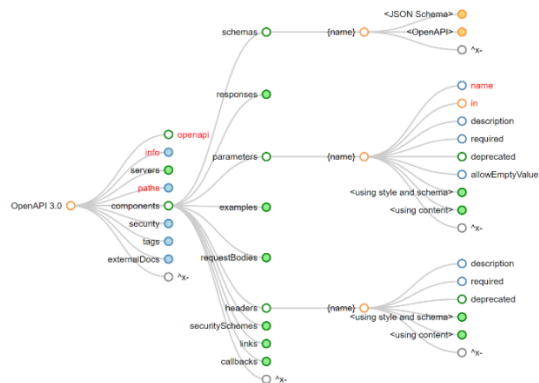 OpenAPI 3.0
openapi
info
servers
paths
components
security
tags
externalDocs
^x-
schemas
responses
parameters
examples
requestBodies
headers
securitySchemes
links
callbacks
^x-
{name}
<JSON Schema>
<OpenAPI>
^x-
{name}
name
in
description
required
deprecated
allowEmptyValue
<using style and schema>
<using content>
^x-
{name}
description
required
deprecated
<using style and schema>
<using content>
^x-